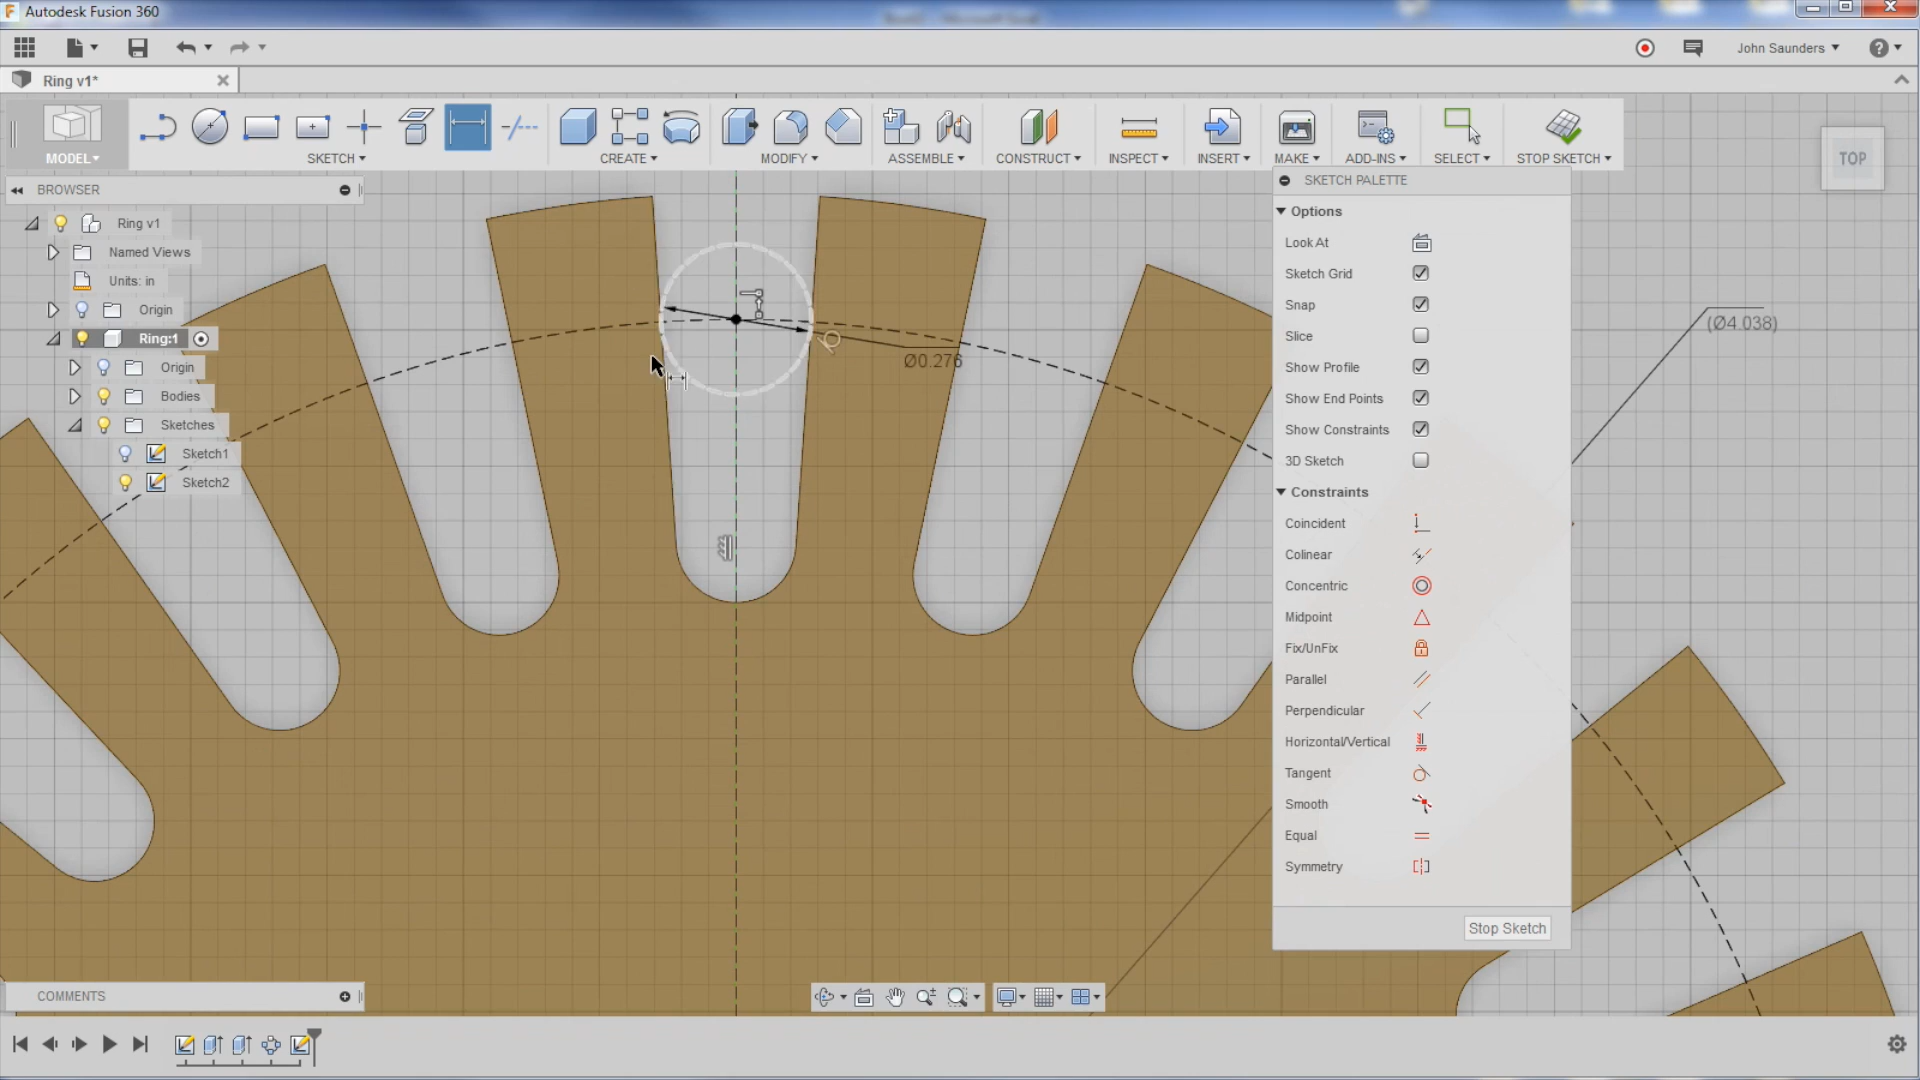 Autodesk Fusion 360
John Saunders
Ring v1*
MODEL
SKETCH
CREATE
MODIFY
ASSEMBLE
CONSTRUCT
INSPECT
INSERT
MAKE
ADD-INS
SELECT
STOP SKETCH
TOP
BROWSER
Ring v1
Named Views
Units: in
Origin
Ring:1
Origin
Bodies
Sketches
Sketch1
Sketch2
Ø0.276
(Ø4.038)
SKETCH PALETTE
Options
Look At
Sketch Grid
Snap
Slice
Show Profile
Show End Points
Show Constraints
3D Sketch
Constraints
Coincident
Colinear
Concentric
Midpoint
Fix/UnFix
Parallel
Perpendicular
Horizontal/Vertical
Tangent
Smooth
Equal
Symmetry
Stop Sketch
COMMENTS